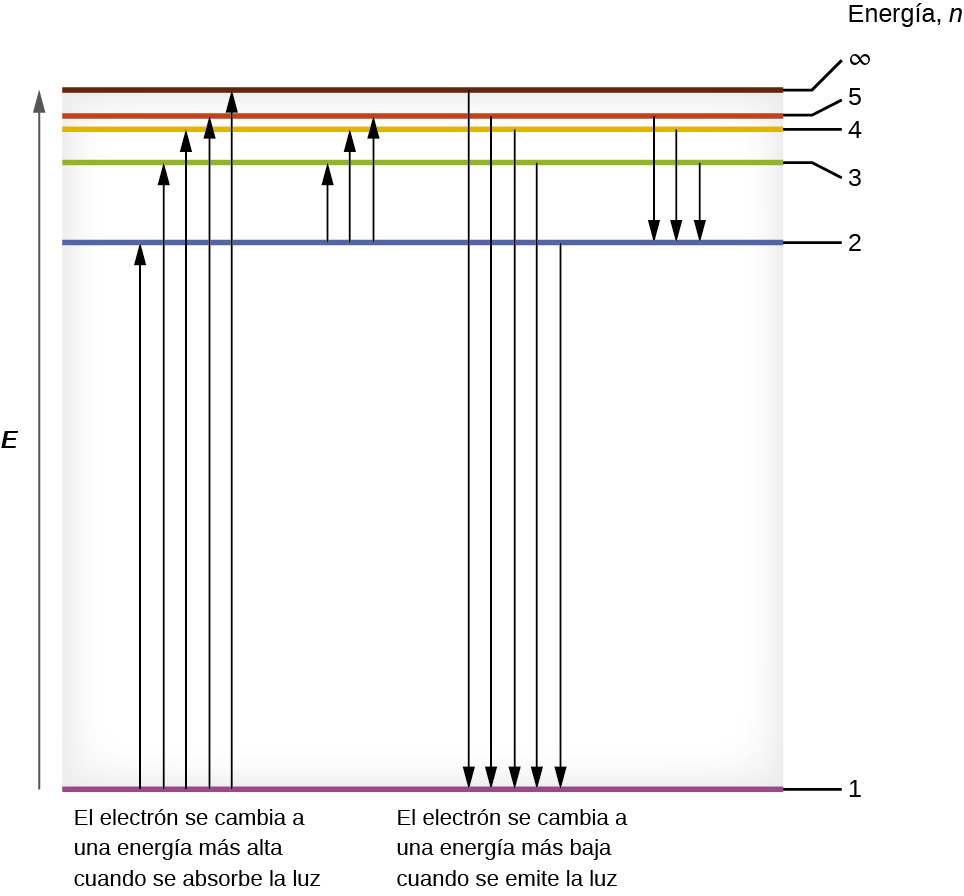 Energía, n
∞
5
4
3
2
E
1
El electrón se cambia a
una energía más alta
cuando se absorbe la luz
El electrón se cambia a
una energía más baja
cuando se emite la luz